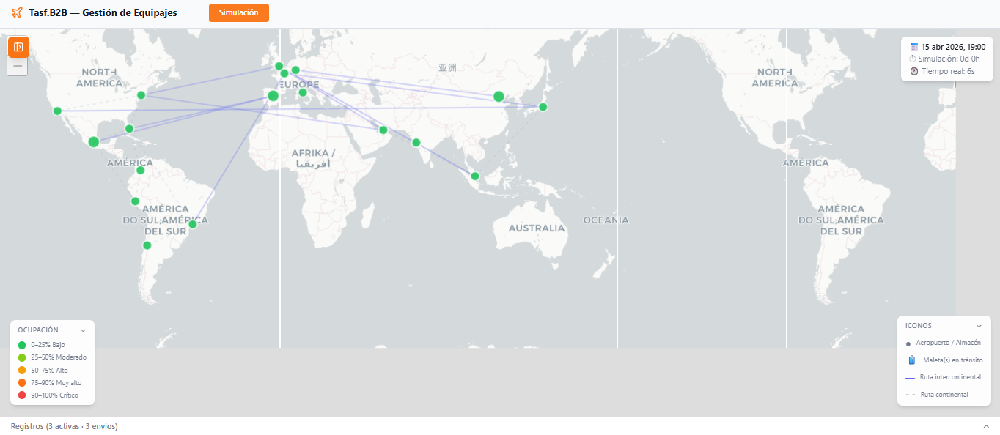 Tasf.B2B — Gestión de Equipajes
Simulación
15 abr 2026, 19:00
Simulación: 0d 0h
Tiempo real: 6s
NORTH
AMERICA
EUROPE
亚洲
NORTH
AMERICA
AFRIKA /
أفريقيا
AMÉRICA
AMÉRICA
AMÉRICA
DO SUL;AMÉRICA
DEL SUR
AUSTRALIA
OCEANIA
AMÉRICA
DO SUL;AMÉRICA
DEL SUR
OCUPACIÓN
0–25% Bajo
25–50% Moderado
50–75% Alto
75–90% Muy alto
90–100% Crítico
ICONOS
Aeropuerto / Almacén
Maleta(s) en tránsito
Ruta intercontinental
Ruta continental
Registros (3 activas · 3 envíos)